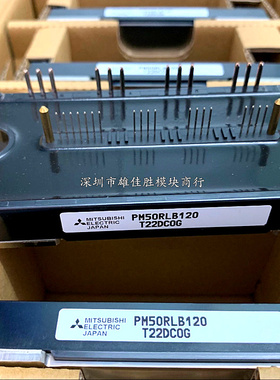 深圳市雄佳胜模块商行
MITSUBISHI
ELECTRIC
JAPAN
PM50RLB120
T22DC0G
MITSUBISHI
ELECTRIC
JAPAN
PM50RLB120
T22DC0G